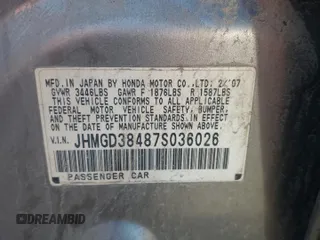 MFD.IN JAPAN BY HONDA MOTOR CO.,LTD. 2/07
GVWR 3446LBS GAWR F 1876LBS R 1587LBS
THIS VEHICLE CONFORMS TO ALL APPLICABLE
FEDERAL MOTOR VEHICLE SAFETY, BUMPER,
AND THEFT PREVENTION STANDARDS IN EFFECT
ON THE DATE OF MANUFACTURE SHOWN ABOVE.
V.I.N. JHMGD38487S036026
PASSENGER CAR
DREAMBID